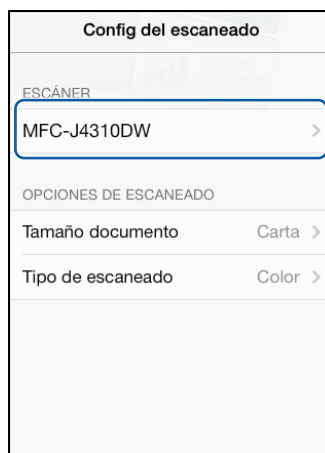 Config del escaneado
ESCÁNER
MFC-J4310DW
OPCIONES DE ESCANEADO
Tamaño documento Carta
Tipo de escaneado Color